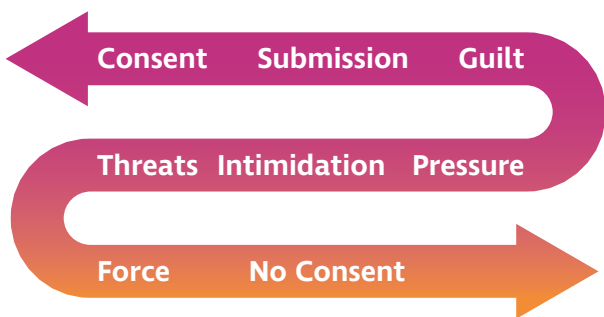 Consent Submission Guilt
Threats Intimidation Pressure
Force No Consent